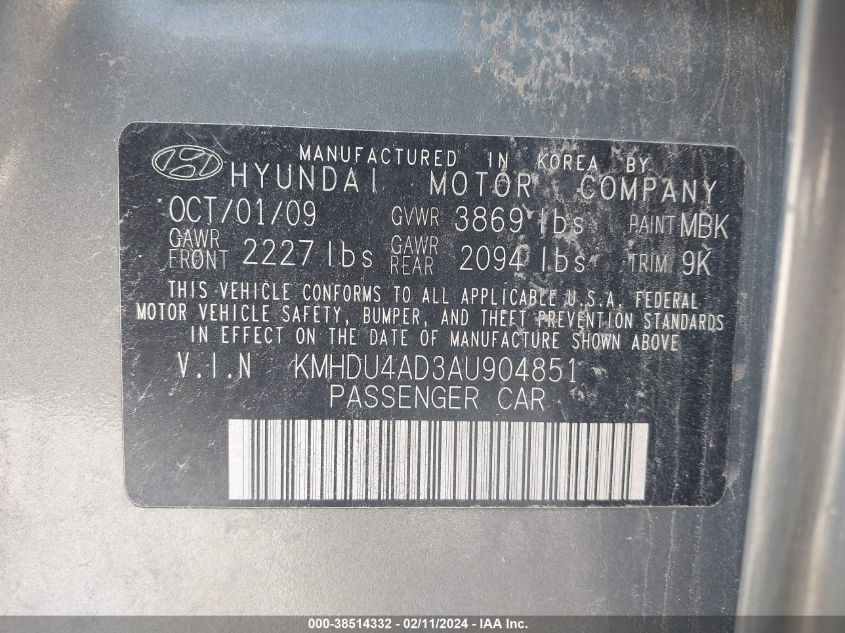 MANUFACTURED IN KOREA BY
HYUNDAI MOTOR COMPANY
OCT/01/09 GVWR 3869 lbs PAINT MBK
GAWR FRONT 2227 lbs GAWR REAR 2094 lbs TRIM 9K
THIS VEHICLE CONFORMS TO ALL APPLICABLE U.S.A. FEDERAL
MOTOR VEHICLE SAFETY, BUMPER, AND THEFT PREVENTION STANDARDS
IN EFFECT ON THE DATE OF MANUFACTURE SHOWN ABOVE
V.I.N KMHDU4AD3AU904851
PASSENGER CAR
000-38514332 - 02/11/2024 - IAA Inc.